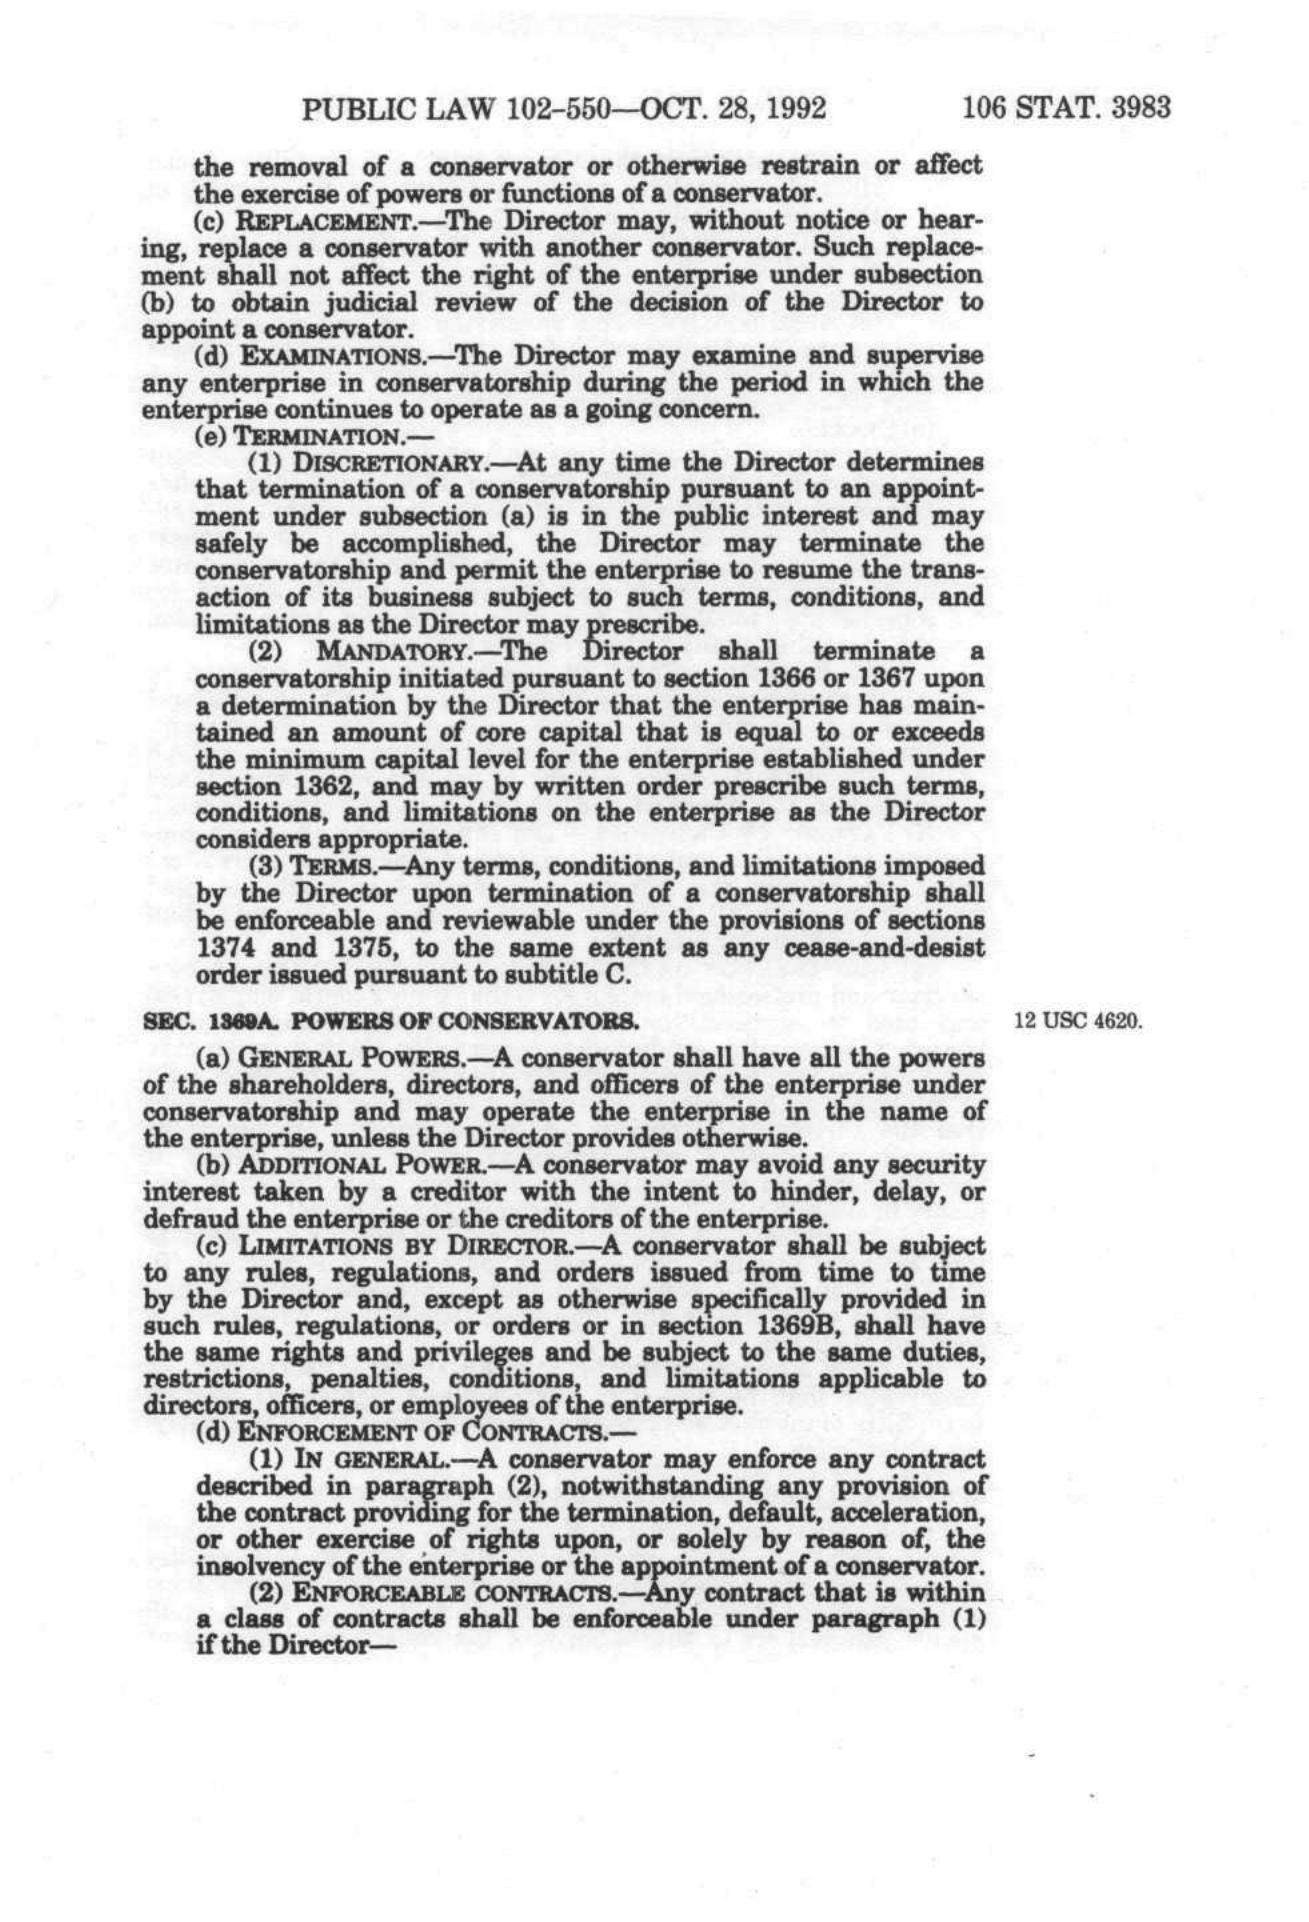 PUBLIC LAW 102–550—OCT. 28, 1992 106 STAT. 3983
the removal of a conservator or otherwise restrain or affect
the exercise of powers or functions of a conservator.
(c) REPLACEMENT.—The Director may, without notice or hear-
ing, replace a conservator with another conservator. Such replace-
ment shall not affect the right of the enterprise under subsection
(b) to obtain judicial review of the decision of the Director to
appoint a conservator.
(d) EXAMINATIONS.—The Director may examine and supervise
any enterprise in conservatorship during the period in which the
enterprise continues to operate as a going concern.
(e) TERMINATION.—
(1) DISCRETIONARY.—At any time the Director determines
that termination of a conservatorship pursuant to an appoint-
ment under subsection (a) is in the public interest and may
safely be accomplished, the Director may terminate the
conservatorship and permit the enterprise to resume the trans-
action of its business subject to such terms, conditions, and
limitations as the Director may prescribe.
(2) MANDATORY.—The Director shall terminate a
conservatorship initiated pursuant to section 1366 or 1367 upon
a determination by the Director that the enterprise has main-
tained an amount of core capital that is equal to or exceeds
the minimum capital level for the enterprise established under
section 1362, and may by written order prescribe such terms,
conditions, and limitations on the enterprise as the Director
considers appropriate.
(3) TERMS.—Any terms, conditions, and limitations imposed
by the Director upon termination of a conservatorship shall
be enforceable and reviewable under the provisions of sections
1374 and 1375, to the same extent as any cease-and-desist
order issued pursuant to subtitle C.
SEC. 1369A. POWERS OF CONSERVATORS. 12 USC 4620.
(a) GENERAL POWERS.—A conservator shall have all the powers
of the shareholders, directors, and officers of the enterprise under
conservatorship and may operate the enterprise in the name of
the enterprise, unless the Director provides otherwise.
(b) ADDITIONAL POWER.—A conservator may avoid any security
interest taken by a creditor with the intent to hinder, delay, or
defraud the enterprise or the creditors of the enterprise.
(c) LIMITATIONS BY DIRECTOR.—A conservator shall be subject
to any rules, regulations, and orders issued from time to time
by the Director and, except as otherwise specifically provided in
such rules, regulations, or orders or in section 1369B, shall have
the same rights and privileges and be subject to the same duties,
restrictions, penalties, conditions, and limitations applicable to
directors, officers, or employees of the enterprise.
(d) ENFORCEMENT OF CONTRACTS.—
(1) IN GENERAL.—A conservator may enforce any contract
described in paragraph (2), notwithstanding any provision of
the contract providing for the termination, default, acceleration,
or other exercise of rights upon, or solely by reason of, the
insolvency of the enterprise or the appointment of a conservator.
(2) ENFORCEABLE CONTRACTS.—Any contract that is within
a class of contracts shall be enforceable under paragraph (1)
if the Director—